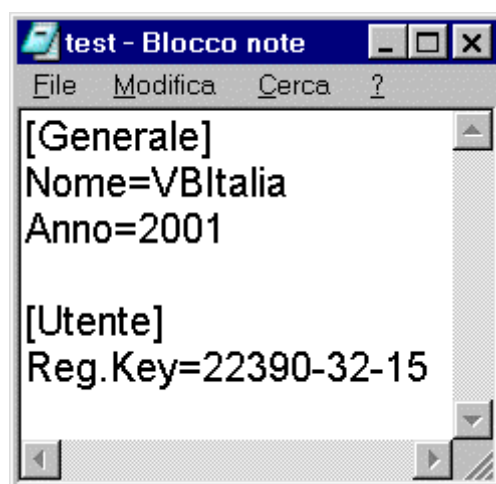 test - Blocco note
File Modifica Cerca ?
[Generale]
Nome=VBItalia
Anno=2001
[Utente]
Reg.Key=22390-32-15